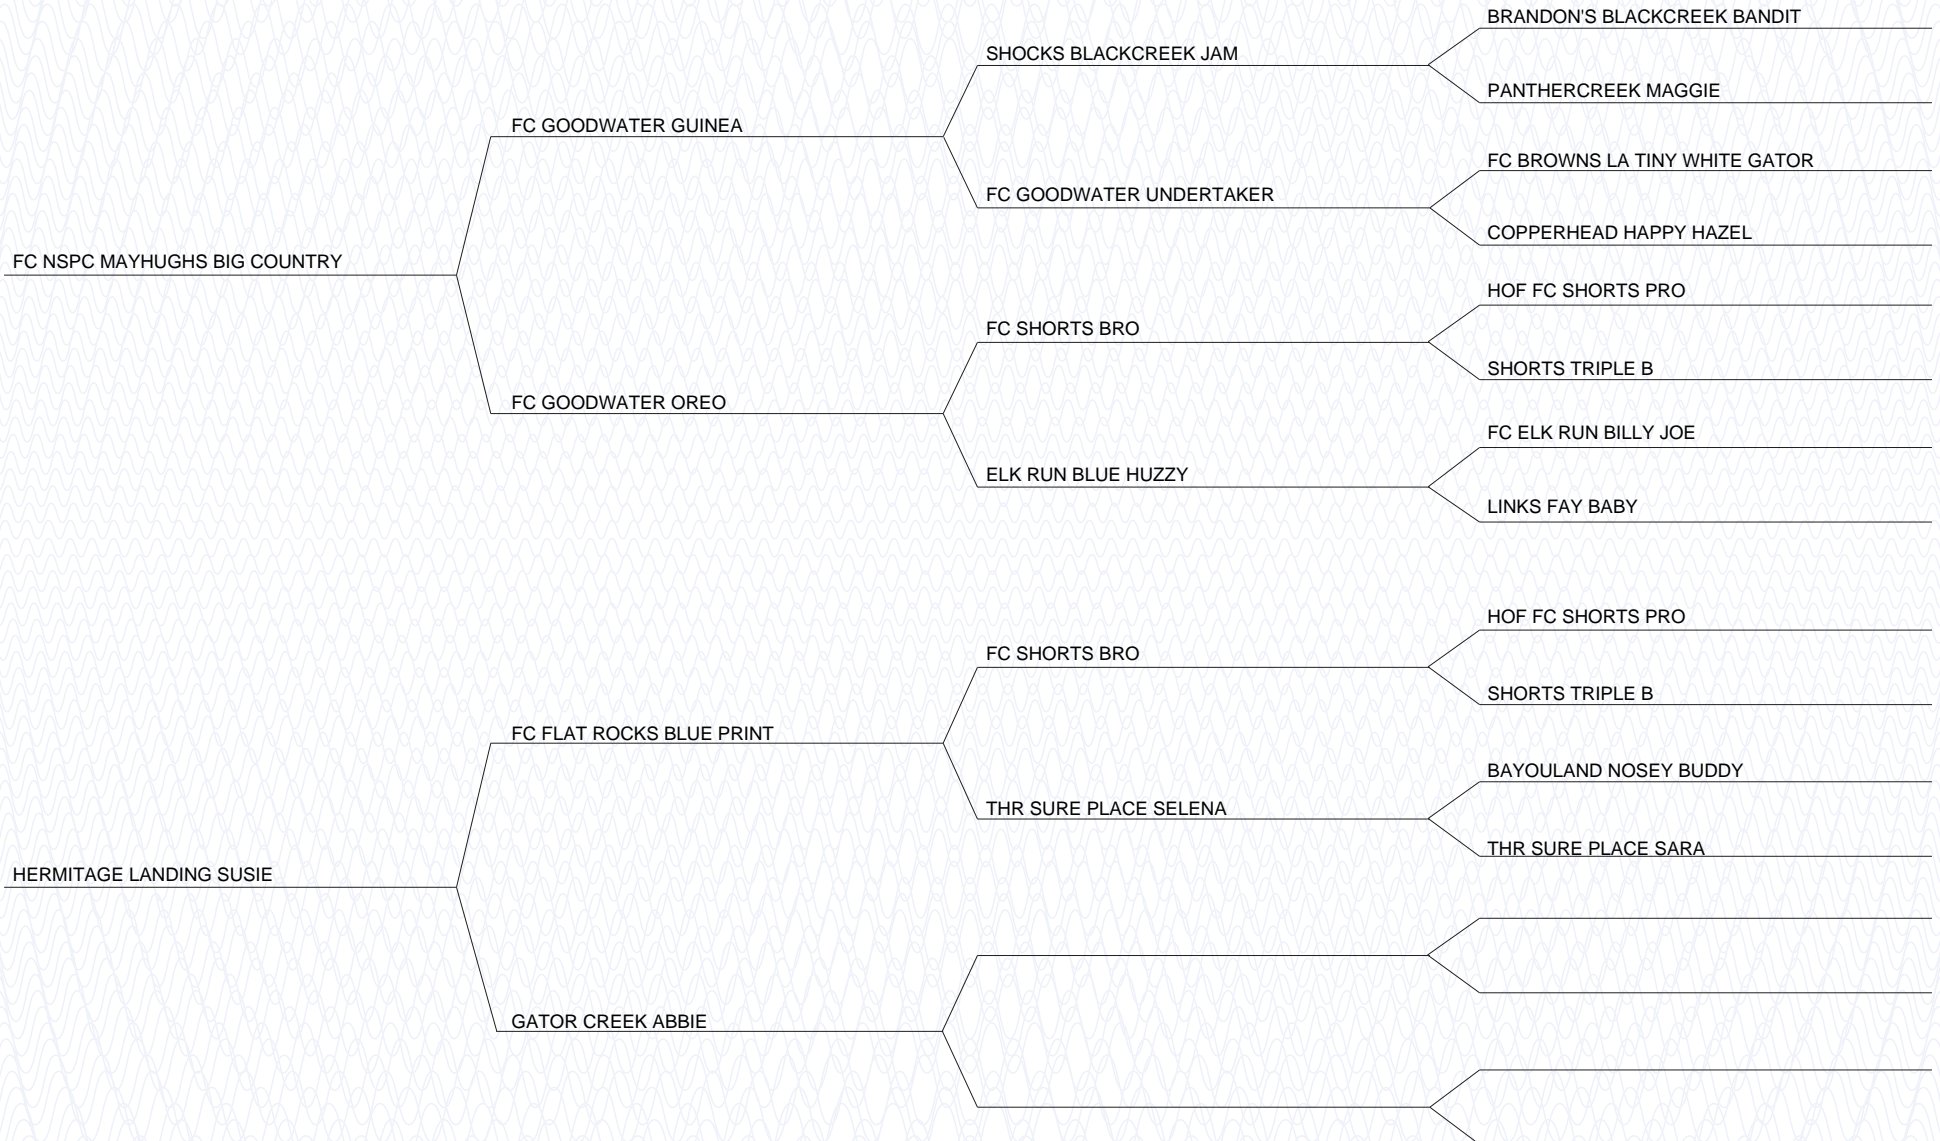 BRANDON'S BLACKCREEK BANDIT
SHOCKS BLACKCREEK JAM
PANTHERCREEK MAGGIE
FC GOODWATER GUINEA
FC BROWNS LA TINY WHITE GATOR
FC GOODWATER UNDERTAKER
COPPERHEAD HAPPY HAZEL
FC NSPC MAYHUGHS BIG COUNTRY
HOF FC SHORTS PRO
FC SHORTS BRO
SHORTS TRIPLE B
FC GOODWATER OREO
FC ELK RUN BILLY JOE
ELK RUN BLUE HUZZY
LINKS FAY BABY
HOF FC SHORTS PRO
FC SHORTS BRO
SHORTS TRIPLE B
FC FLAT ROCKS BLUE PRINT
BAYOULAND NOSEY BUDDY
THR SURE PLACE SELENA
THR SURE PLACE SARA
HERMITAGE LANDING SUSIE
GATOR CREEK ABBIE